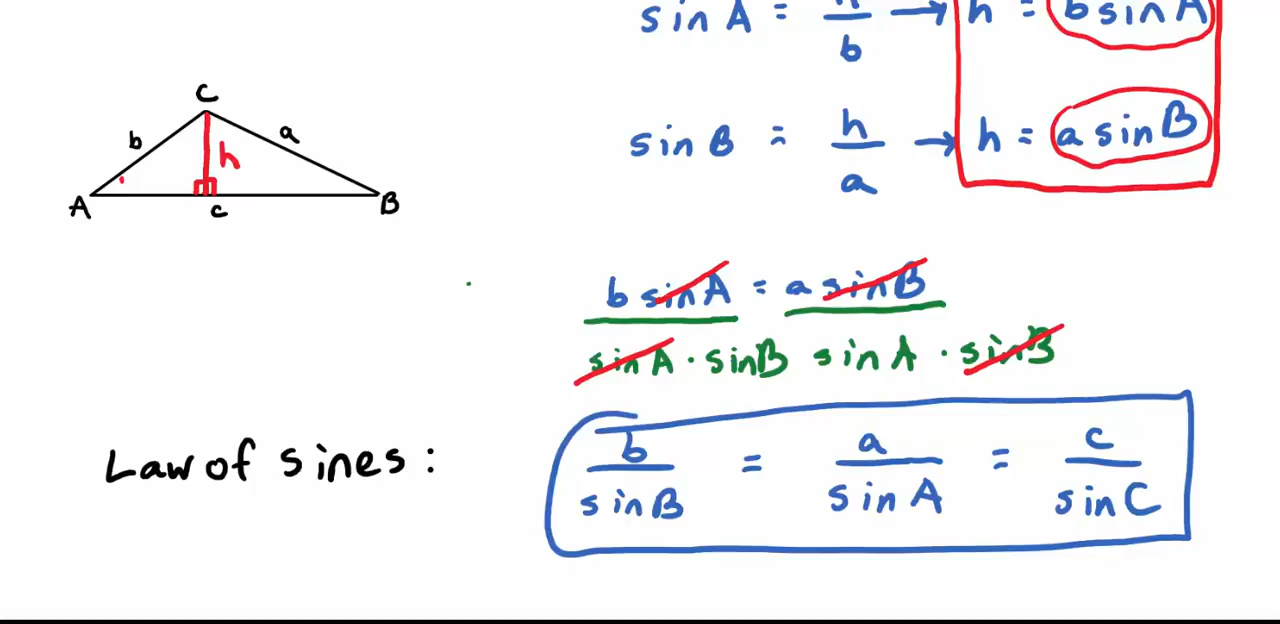 sin A = h/b → h = b sin A
C
b a
h
A c B
sin B = h/a → h = a sin B
b sin A = a sin B
sin A · sin B sin A · sin B
Law of sines: b/sin B = a/sin A = c/sin C